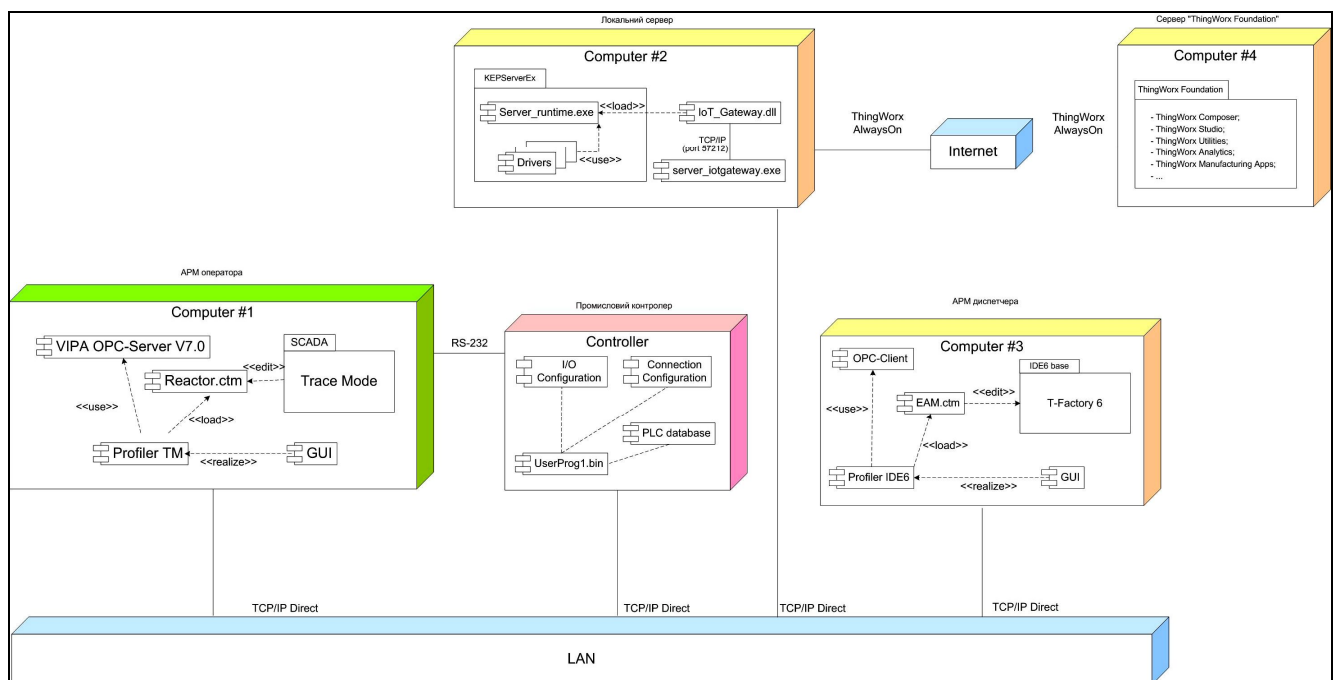 Локальний сервер
Сервер "ThingWorx Foundation"
Computer #2
Computer #4
KEPServerEx
Server_runtime.exe
<<load>>
IoT_Gateway.dll
TCP/IP
(port 57212)
Drivers
<<use>>
server_iotgateway.exe
ThingWorx
AlwaysOn
Internet
ThingWorx
AlwaysOn
ThingWorx Foundation
- ThingWorx Composer;
- ThingWorx Studio;
- ThingWorx Utilities;
- ThingWorx Analytics;
- ThingWorx Manufacturing Apps;
- ...
АРМ оператора
Computer #1
VIPA OPC-Server V7.0
SCADA
<<edit>>
Reactor.ctm
Trace Mode
<<use>>
<<load>>
Profiler TM
<<realize>>
GUI
RS-232
Промисловий контролер
Controller
I/O
Configuration
Connection
Configuration
PLC database
UserProg1.bin
АРМ диспетчера
Computer #3
OPC-Client
IDE6 base
<<edit>>
EAM.ctm
T-Factory 6
<<use>>
<<load>>
Profiler IDE6
<<realize>>
GUI
TCP/IP Direct
TCP/IP Direct
TCP/IP Direct
TCP/IP Direct
LAN